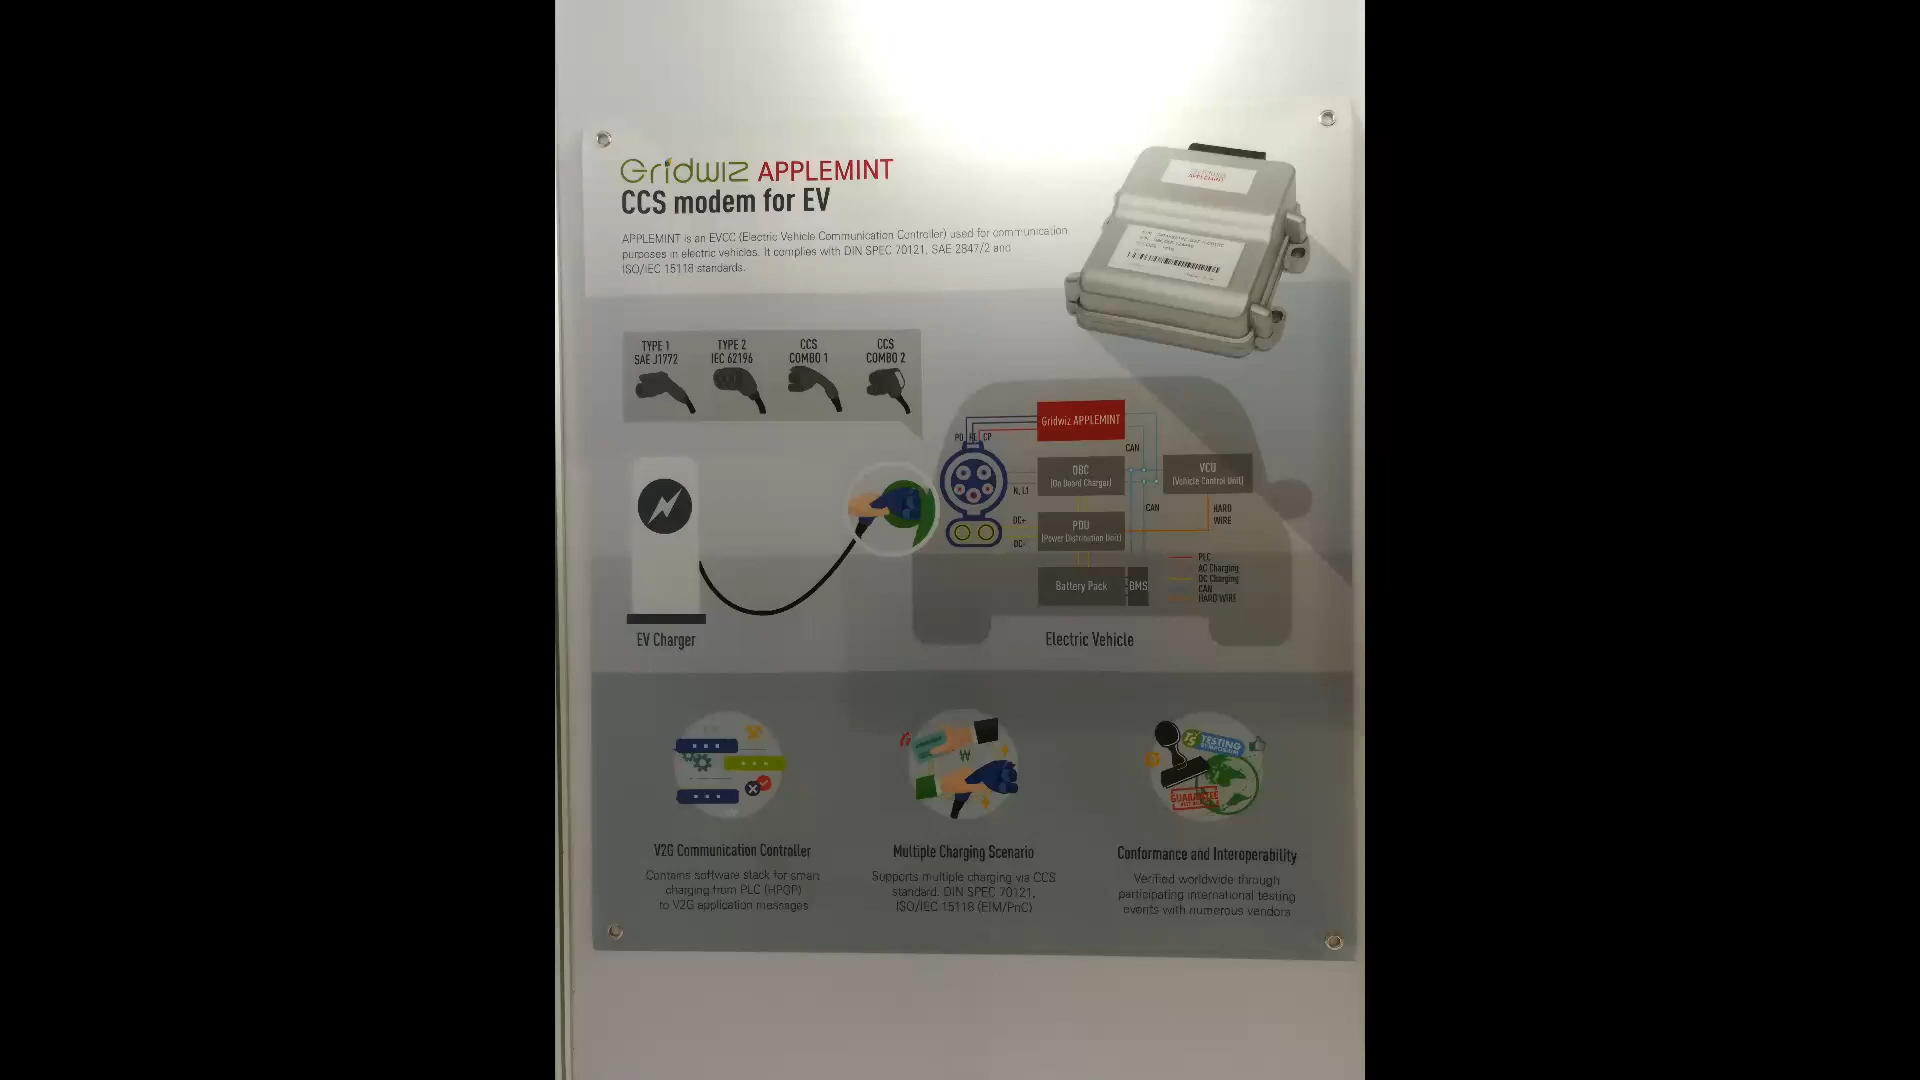 Gridwiz APPLEMINT
CCS modem for EV
APPLEMINT is an EVCC (Electric Vehicle Communication Controller) used for communication
purposes in electric vehicles. It complies with DIN SPEC 70121, SAE 2847/2 and
ISO/IEC 15118 standards.
TYPE 1
SAE J1772
TYPE 2
IEC 62196
CCS
COMBO 1
CCS
COMBO 2
Gridwiz APPLEMINT
PD PE CP
CAN
OBC
(On Board Charger)
VCU
(Vehicle Control Unit)
N, L1
CAN
HARD
WIRE
DC+
PDU
(Power Distribution Unit)
DC-
PLC
AC Charging
DC Charging
CAN
HARD WIRE
Battery Pack
BMS
EV Charger
Electric Vehicle
TESTING
SYMPOSIUM
GUARANTEE
V2G Communication Controller
Contains software stack for smart
charging from PLC (HPGP)
to V2G application messages
Multiple Charging Scenario
Supports multiple charging via CCS
standard. DIN SPEC 70121,
ISO/IEC 15118 (EIM/PnC)
Conformance and Interoperability
Verified worldwide through
participating international testing
events with numerous vendors